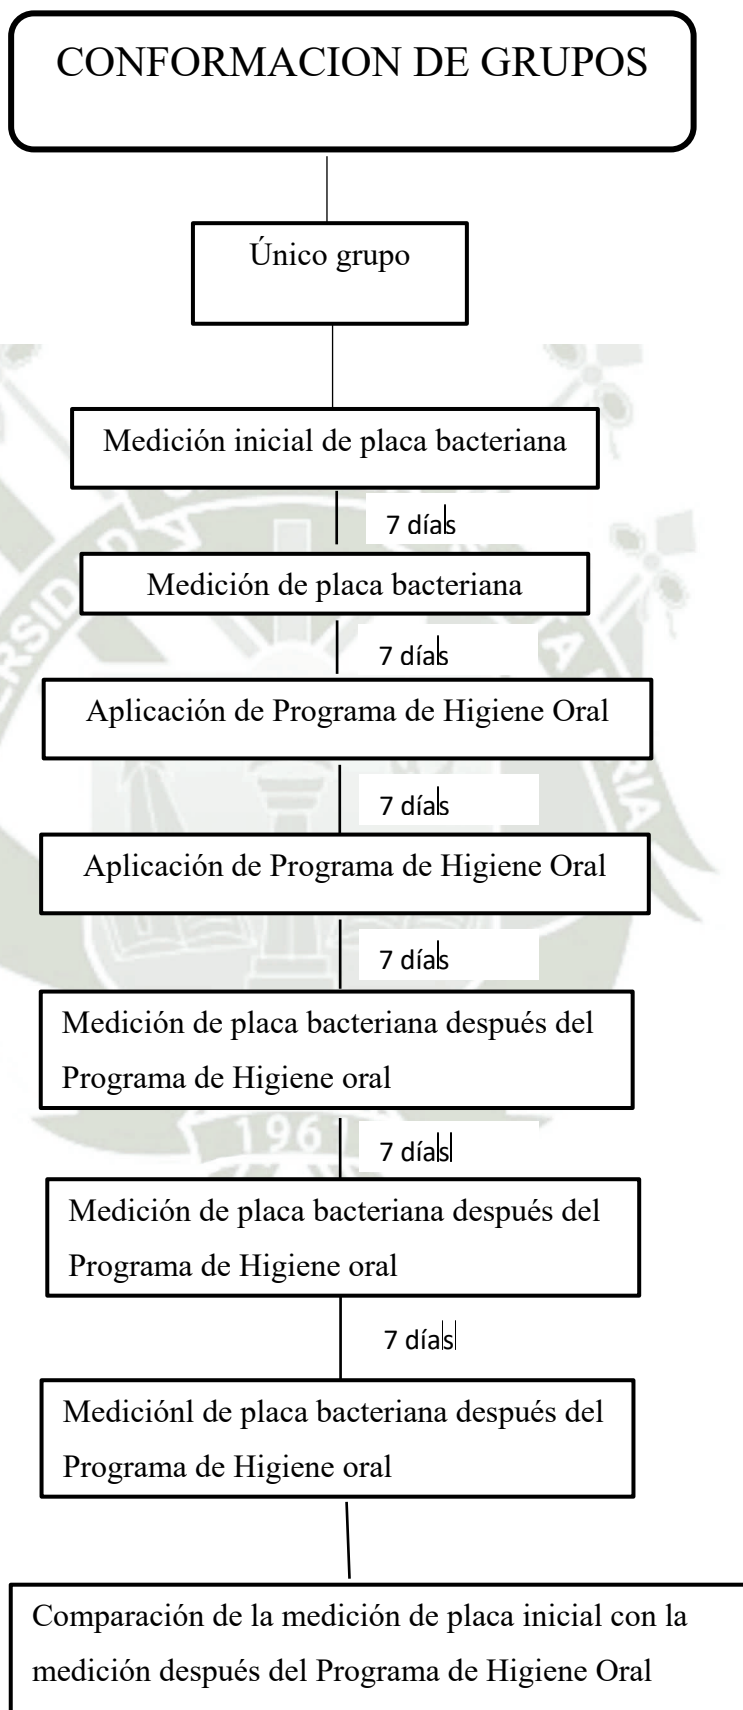 CONFORMACION DE GRUPOS
Único grupo
Medición inicial de placa bacteriana
7 días
Medición de placa bacteriana
7 días
Aplicación de Programa de Higiene Oral
7 días
Aplicación de Programa de Higiene Oral
7 días
Medición de placa bacteriana después del
Programa de Higiene oral
1961
7 días
Medición de placa bacteriana después del
Programa de Higiene oral
7 días
Mediciónl de placa bacteriana después del
Programa de Higiene oral
Comparación de la medición de placa inicial con la
medición después del Programa de Higiene Oral